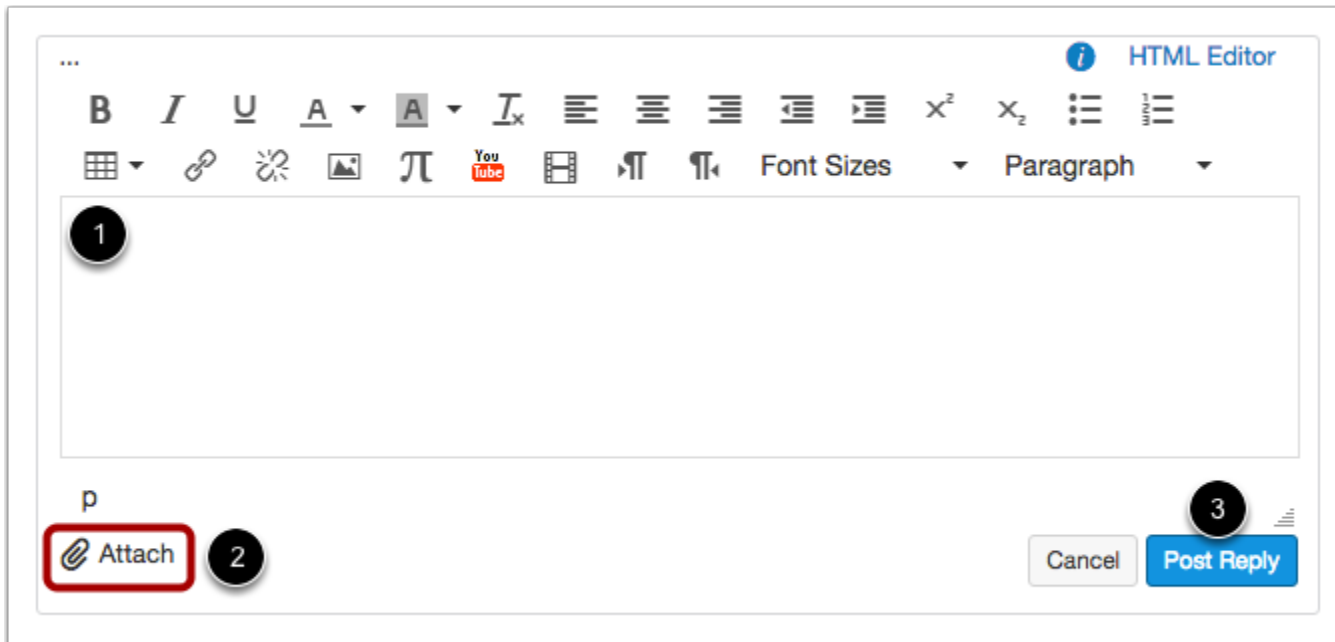 ...
i HTML Editor
B I U A A Tx x² x₂
π You Tube ¶ ¶ Font Sizes Paragraph
1
p
3
Attach 2 Cancel Post Reply